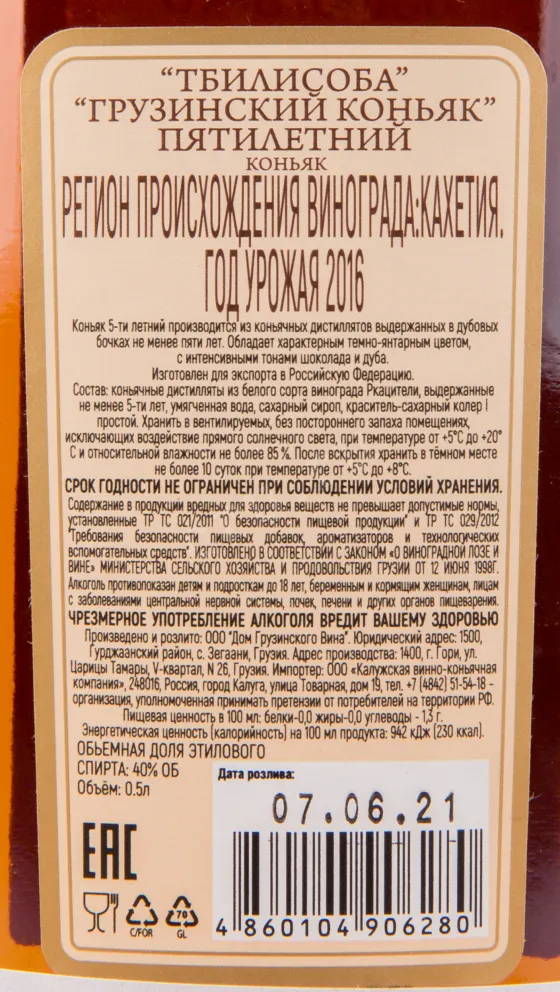 “ТБИЛИСОБА”
“ГРУЗИНСКИЙ КОНЬЯК”
ПЯТИЛЕТНИЙ
КОНЬЯК
РЕГИОН ПРОИСХОЖДЕНИЯ ВИНОГРАДА:КАХЕТИЯ.
ГОД УРОЖАЯ 2016
Коньяк 5-ти летний производится из коньячных дистиллятов выдержанных в дубовых
бочках не менее пяти лет. Обладает характерным темно-янтарным цветом,
с интенсивными тонами шоколада и дуба.
Изготовлен для экспорта в Российскую Федерацию.
Состав: коньячные дистилляты из белого сорта винограда Ркацители, выдержанные
не менее 5-ти лет, умягченная вода, сахарный сироп, краситель-сахарный колер I
простой. Хранить в вентилируемых, без постороннего запаха помещениях,
исключающих воздействие прямого солнечного света, при температуре от +5°С до +20°
С и относительной влажности не более 85 %. После вскрытия хранить в тёмном месте
не более 10 суток при температуре от +5°С до +8°С.
СРОК ГОДНОСТИ НЕ ОГРАНИЧЕН ПРИ СОБЛЮДЕНИИ УСЛОВИЙ ХРАНЕНИЯ.
Содержание в продукции вредных для здоровья веществ не превышает допустимые нормы,
установленные ТР ТС 021/2011 "О безопасности пищевой продукции" и ТР ТС 029/2012
"Требования безопасности пищевых добавок, ароматизаторов и технологических
вспомогательных средств". ИЗГОТОВЛЕНО В СООТВЕТСТВИИ С ЗАКОНОМ «О ВИНОГРАДНОЙ ЛОЗЕ И
ВИНЕ» МИНИСТЕРСТВА СЕЛЬСКОГО ХОЗЯЙСТВА И ПРОДОВОЛЬСТВИЯ ГРУЗИИ ОТ 12 ИЮНЯ 1998Г.
Алкоголь противопоказан детям и подросткам до 18 лет, беременным и кормящим женщинам, лицам
с заболеваниями центральной нервной системы, почек, печени и других органов пищеварения.
ЧРЕЗМЕРНОЕ УПОТРЕБЛЕНИЕ АЛКОГОЛЯ ВРЕДИТ ВАШЕМУ ЗДОРОВЬЮ
Произведено и розлито: ООО "Дом Грузинского Вина". Юридический адрес: 1500,
Гурджаанский район, с. Зегаани, Грузия. Адрес производства: 1400, г. Гори, ул.
Царицы Тамары, V-квартал, N 26, Грузия. Импортер: ООО «Калужская винно-коньячная
компания», 248016, Россия, город Калуга, улица Товарная, дом 19, тел. +7 (4842) 51-54-18 -
организация, уполномоченная принимать претензии от потребителей на территории РФ.
Пищевая ценность в 100 мл: белки-0,0 жиры-0,0 углеводы - 1,3 г.
Энергетическая ценность (калорийность) на 100 мл продукта: 942 кДж (230 ккал).
ОБЬЕМНАЯ ДОЛЯ ЭТИЛОВОГО
СПИРТА: 40% ОБ
Объём: 0.5л
Дата розлива:
07.06.21
EAC
C/FOR
70
GL
4 860104 906280